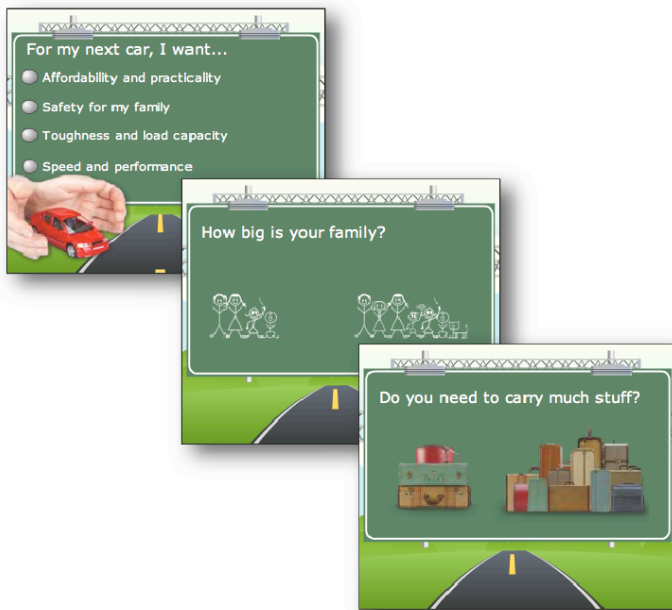 For my next car, I want...
Affordability and practicality
Safety for my family
Toughness and load capacity
Speed and performance
How big is your family?
Do you need to carry much stuff?